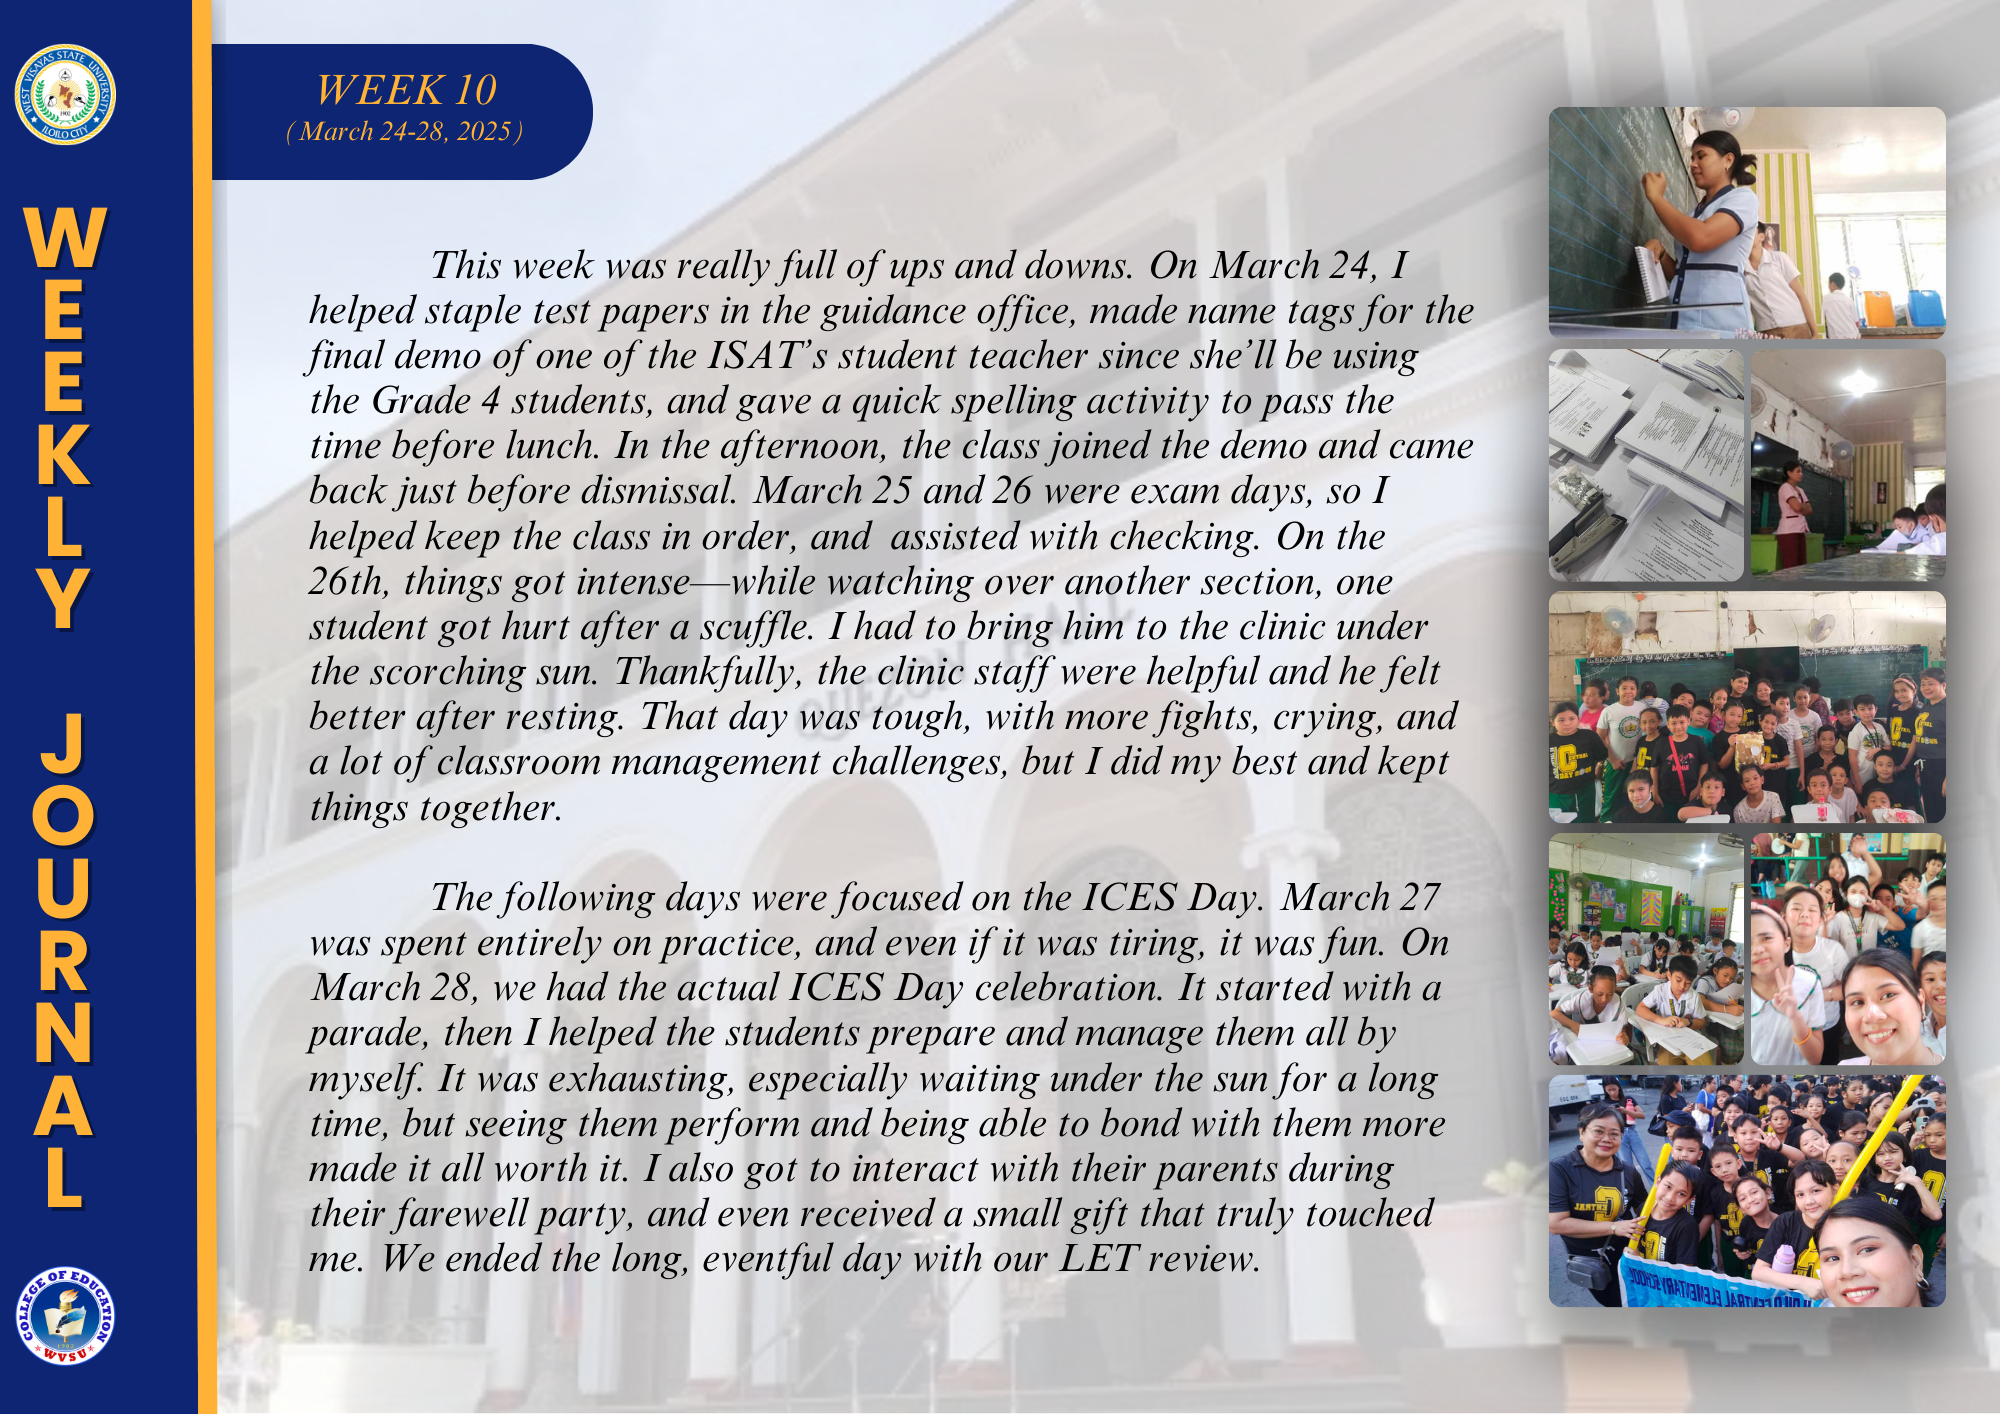 WEST VISAYAS STATE UNIVERSITY
1902
ILOILO CITY
WEEKLY JOURNAL
COLLEGE OF EDUCATION
WVSU
WEEK 10
( March 24-28, 2025 )
This week was really full of ups and downs. On March 24, I
helped staple test papers in the guidance office, made name tags for the
final demo of one of the ISAT’s student teacher since she’ll be using
the Grade 4 students, and gave a quick spelling activity to pass the
time before lunch. In the afternoon, the class joined the demo and came
back just before dismissal. March 25 and 26 were exam days, so I
helped keep the class in order, and  assisted with checking. On the
26th, things got intense—while watching over another section, one
student got hurt after a scuffle. I had to bring him to the clinic under
the scorching sun. Thankfully, the clinic staff were helpful and he felt
better after resting. That day was tough, with more fights, crying, and
a lot of classroom management challenges, but I did my best and kept
things together.
The following days were focused on the ICES Day. March 27
was spent entirely on practice, and even if it was tiring, it was fun. On
March 28, we had the actual ICES Day celebration. It started with a
parade, then I helped the students prepare and manage them all by
myself. It was exhausting, especially waiting under the sun for a long
time, but seeing them perform and being able to bond with them more
made it all worth it. I also got to interact with their parents during
their farewell party, and even received a small gift that truly touched
me. We ended the long, eventful day with our LET review.
QUEZON HALL
CENTRAL ELEMENTARY SCHOOL